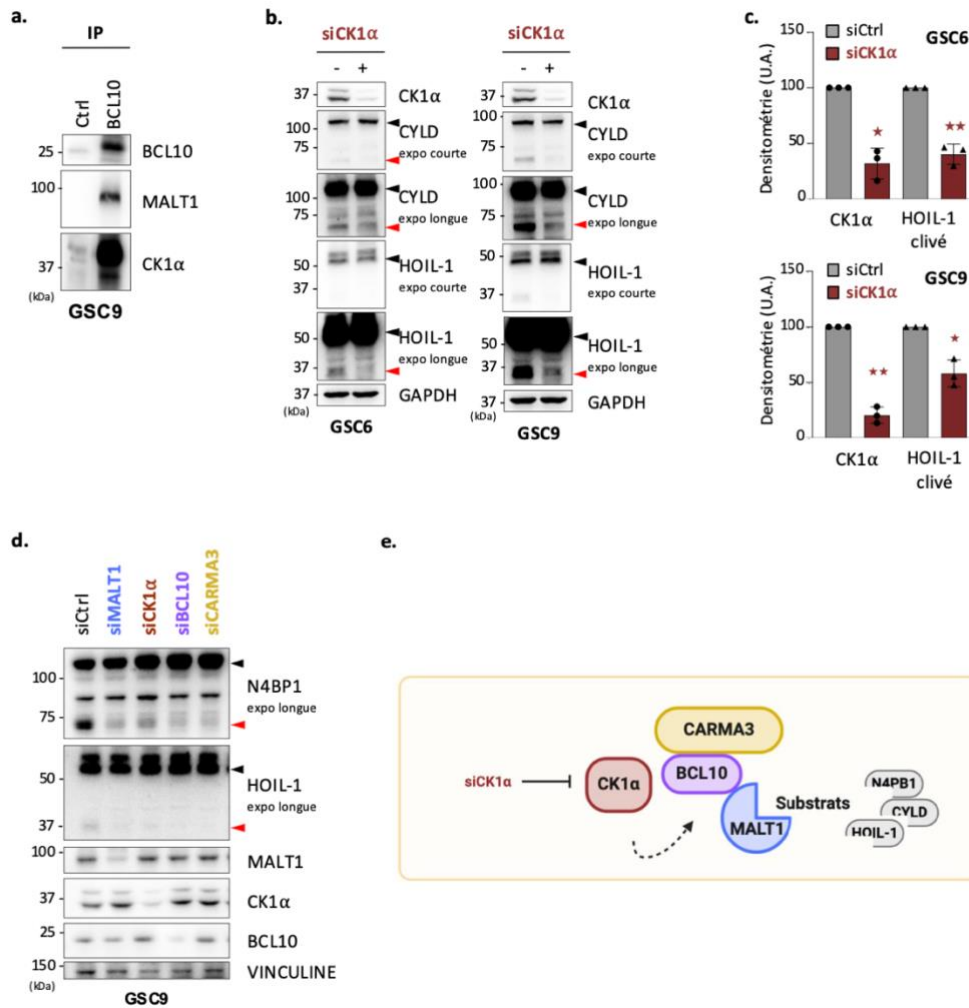 a.
IP
Ctrl
BCL10
25
BCL10
100
MALT1
37
CK1α
(kDa)
GSC9
b.
siCK1α
- +
37
CK1α
100
CYLD
75
expo courte
100
CYLD
75
expo longue
50
HOIL-1
37
expo courte
50
HOIL-1
37
expo longue
37
GAPDH
(kDa)
GSC6
siCK1α
- +
37
CK1α
100
CYLD
75
expo courte
100
CYLD
75
expo longue
50
HOIL-1
37
expo courte
50
HOIL-1
37
expo longue
37
GAPDH
(kDa)
GSC9
c.
siCtrl
siCK1α
GSC6
Densitométrie (U.A.)
150
100
50
0
★
★★
CK1α
HOIL-1
clivé
siCtrl
siCK1α
GSC9
Densitométrie (U.A.)
150
100
50
0
★★
★
CK1α
HOIL-1
clivé
d.
siCtrl
siMALT1
siCK1α
siBCL10
siCARMA3
100
N4BP1
expo longue
75
50
HOIL-1
expo longue
37
100
MALT1
37
CK1α
25
BCL10
150
VINCULINE
(kDa)
GSC9
e.
CARMA3
siCK1α
CK1α
BCL10
MALT1
Substrats
N4PB1
CYLD
HOIL-1